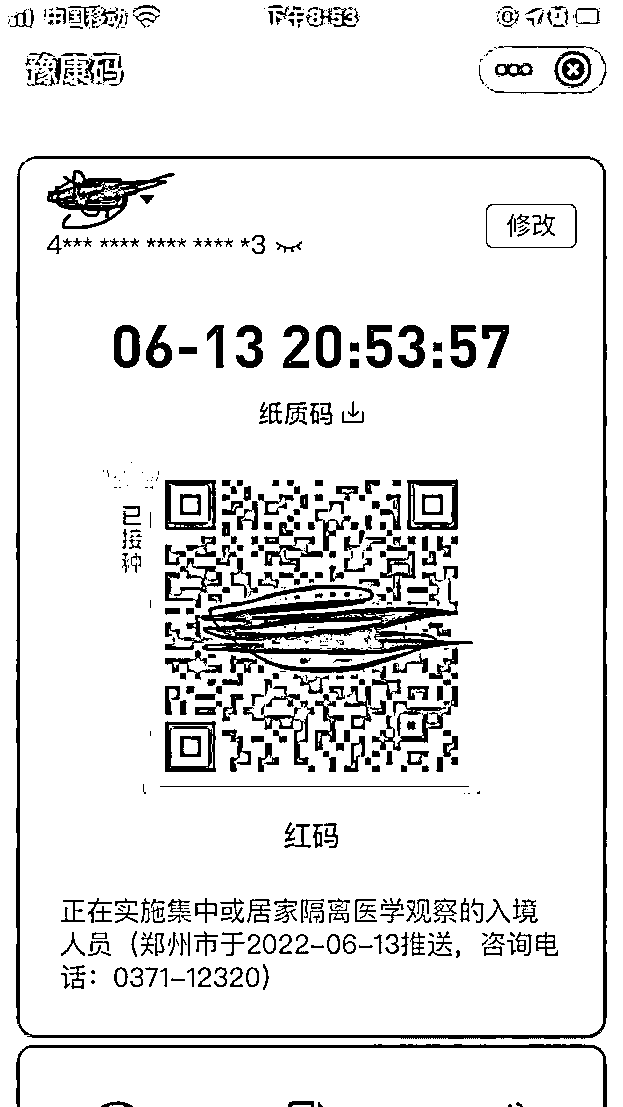 中国移动
下午8:53
豫康码
4*** **** **** **** *3
修改
06-13 20:53:57
纸质码
已接种
红码
正在实施集中或居家隔离医学观察的入境
人员（郑州市于2022-06-13推送，咨询电
话：0371-12320）